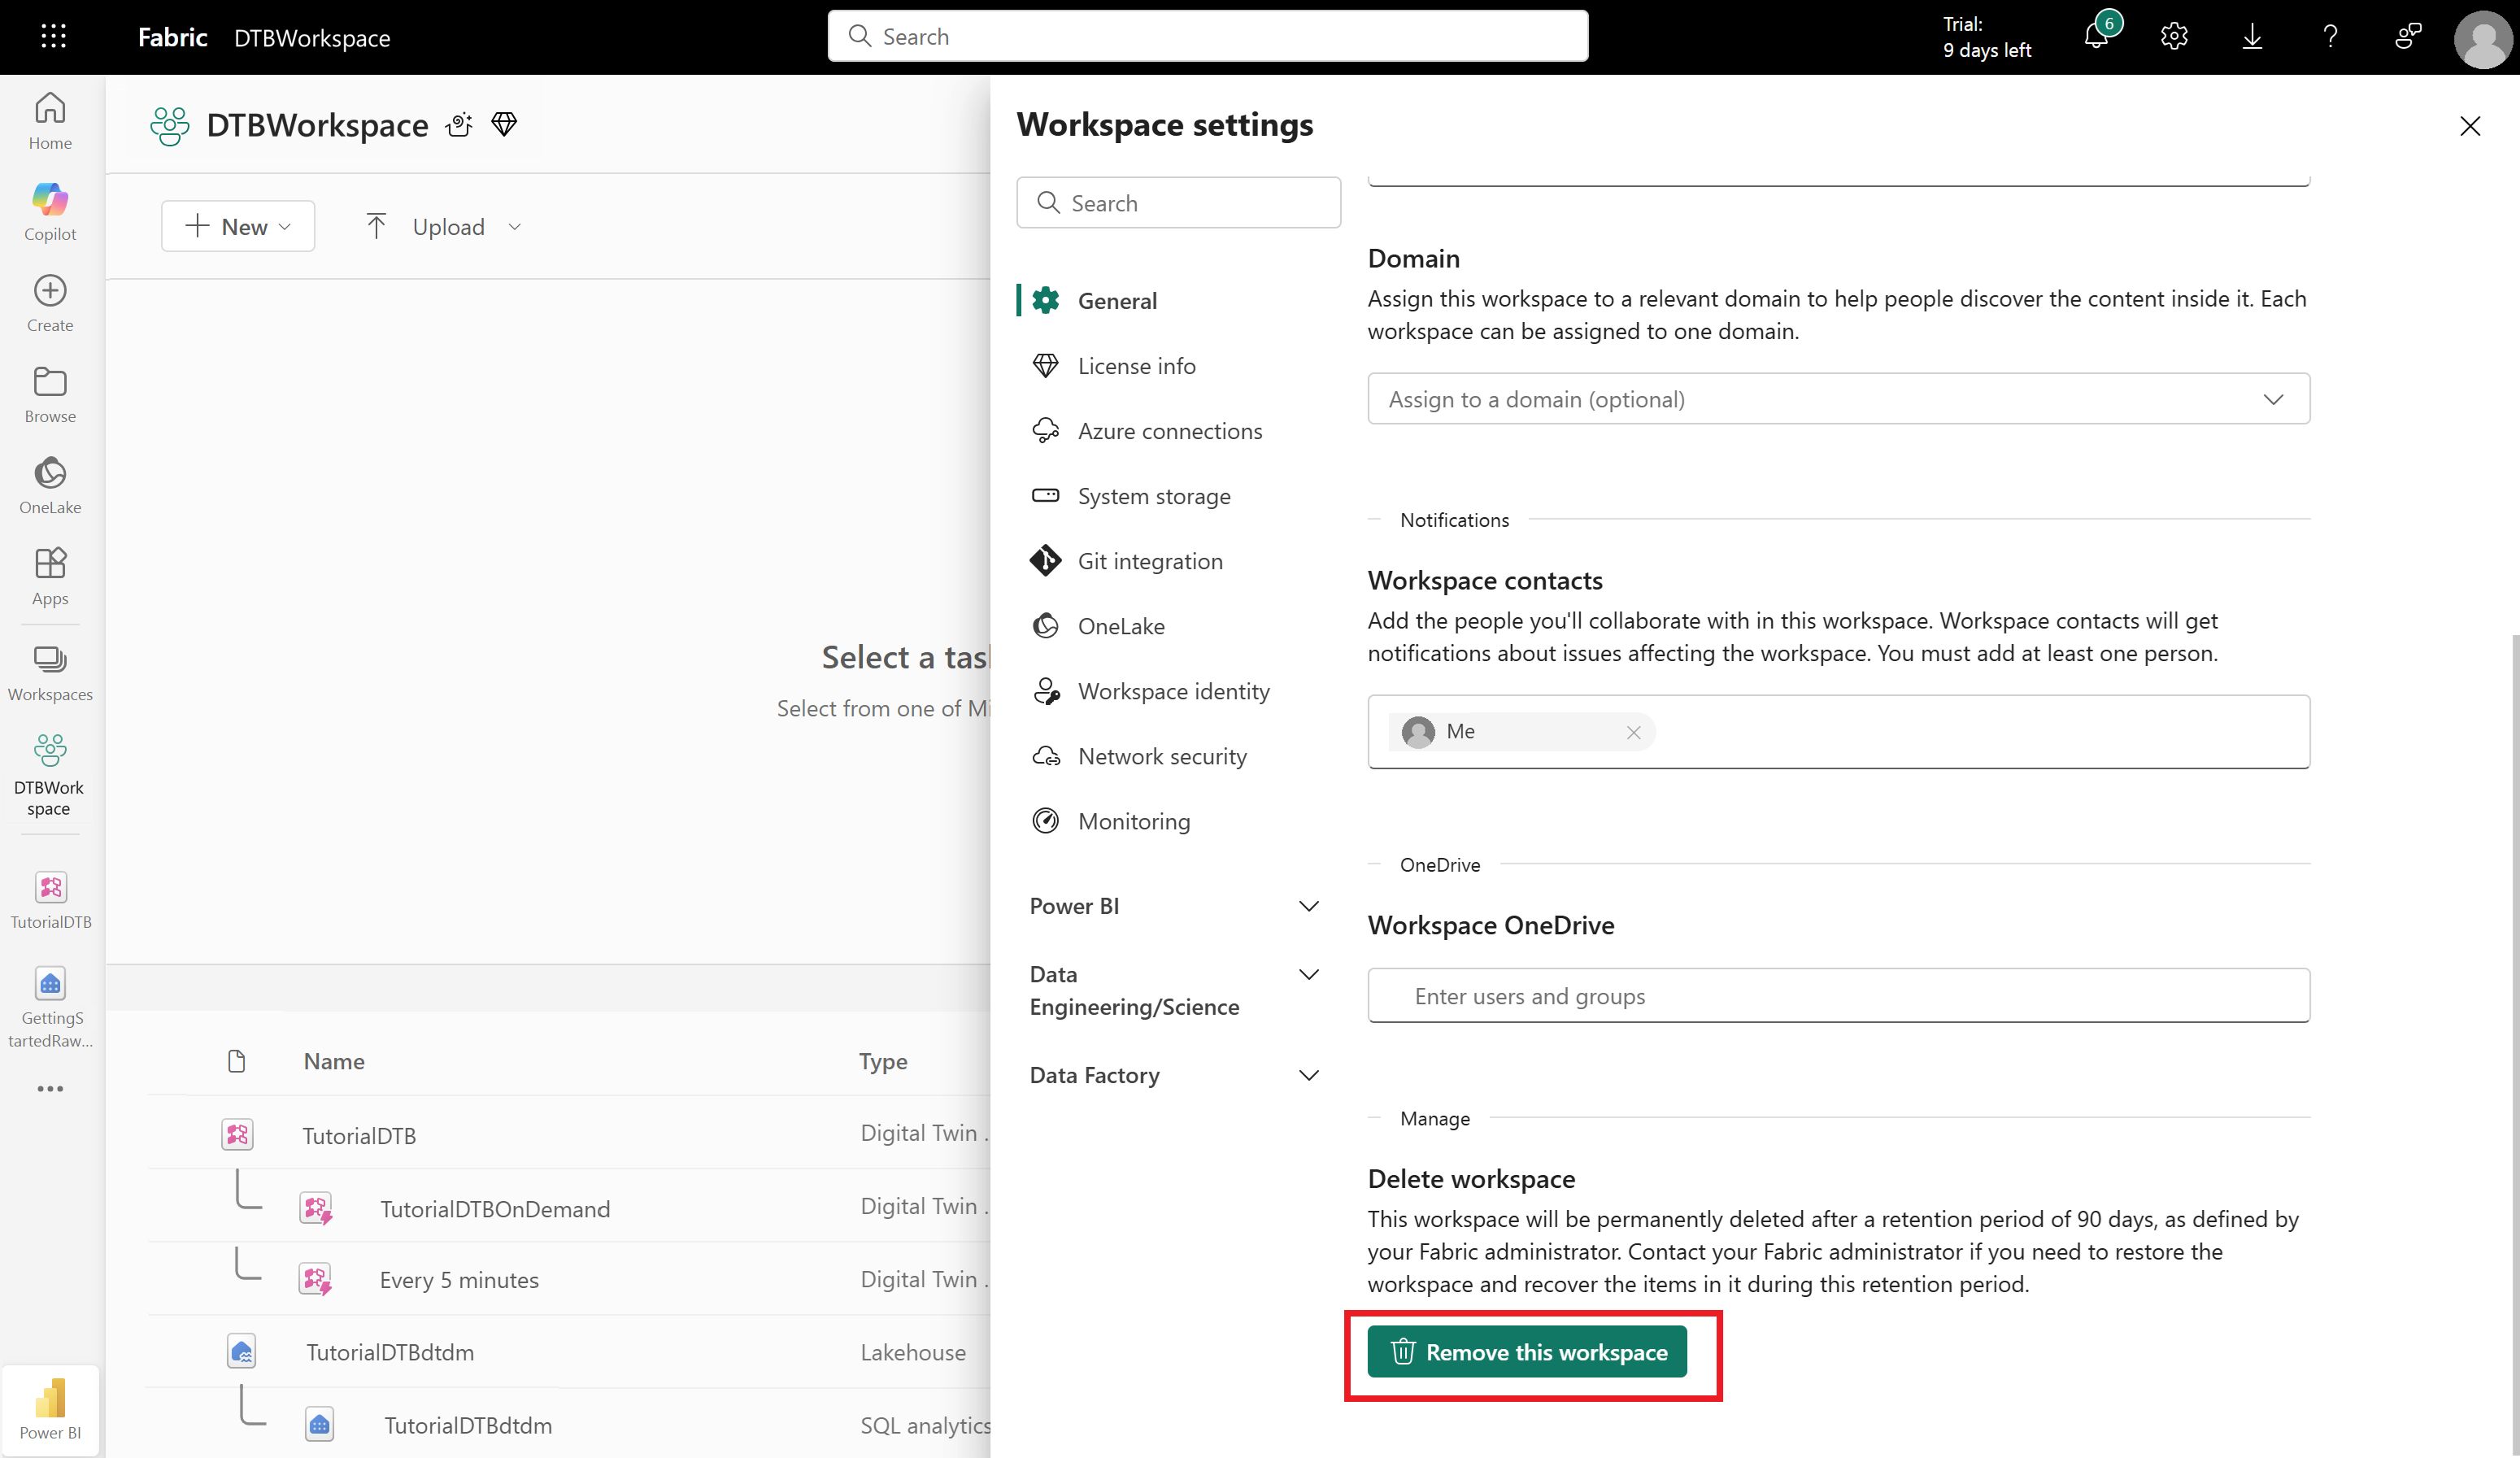 Fabric DTBWorkspace
Search
Trial:
9 days left
6
Home
Copilot
Create
Browse
OneLake
Apps
Workspaces
DTBWork
space
TutorialDTB
GettingS
tartedRaw...
Power BI
DTBWorkspace
New
Upload
Select a tas
Select from one of Mi
Name Type
TutorialDTB Digital Twin .
TutorialDTBOnDemand Digital Twin .
Every 5 minutes Digital Twin .
TutorialDTBdtdm Lakehouse
TutorialDTBdtdm SQL analytics
Workspace settings
Search
General
License info
Azure connections
System storage
Git integration
OneLake
Workspace identity
Network security
Monitoring
Power BI
Data
Engineering/Science
Data Factory
Domain
Assign this workspace to a relevant domain to help people discover the content inside it. Each
workspace can be assigned to one domain.
Assign to a domain (optional)
Notifications
Workspace contacts
Add the people you'll collaborate with in this workspace. Workspace contacts will get
notifications about issues affecting the workspace. You must add at least one person.
Me
OneDrive
Workspace OneDrive
Enter users and groups
Manage
Delete workspace
This workspace will be permanently deleted after a retention period of 90 days, as defined by
your Fabric administrator. Contact your Fabric administrator if you need to restore the
workspace and recover the items in it during this retention period.
Remove this workspace